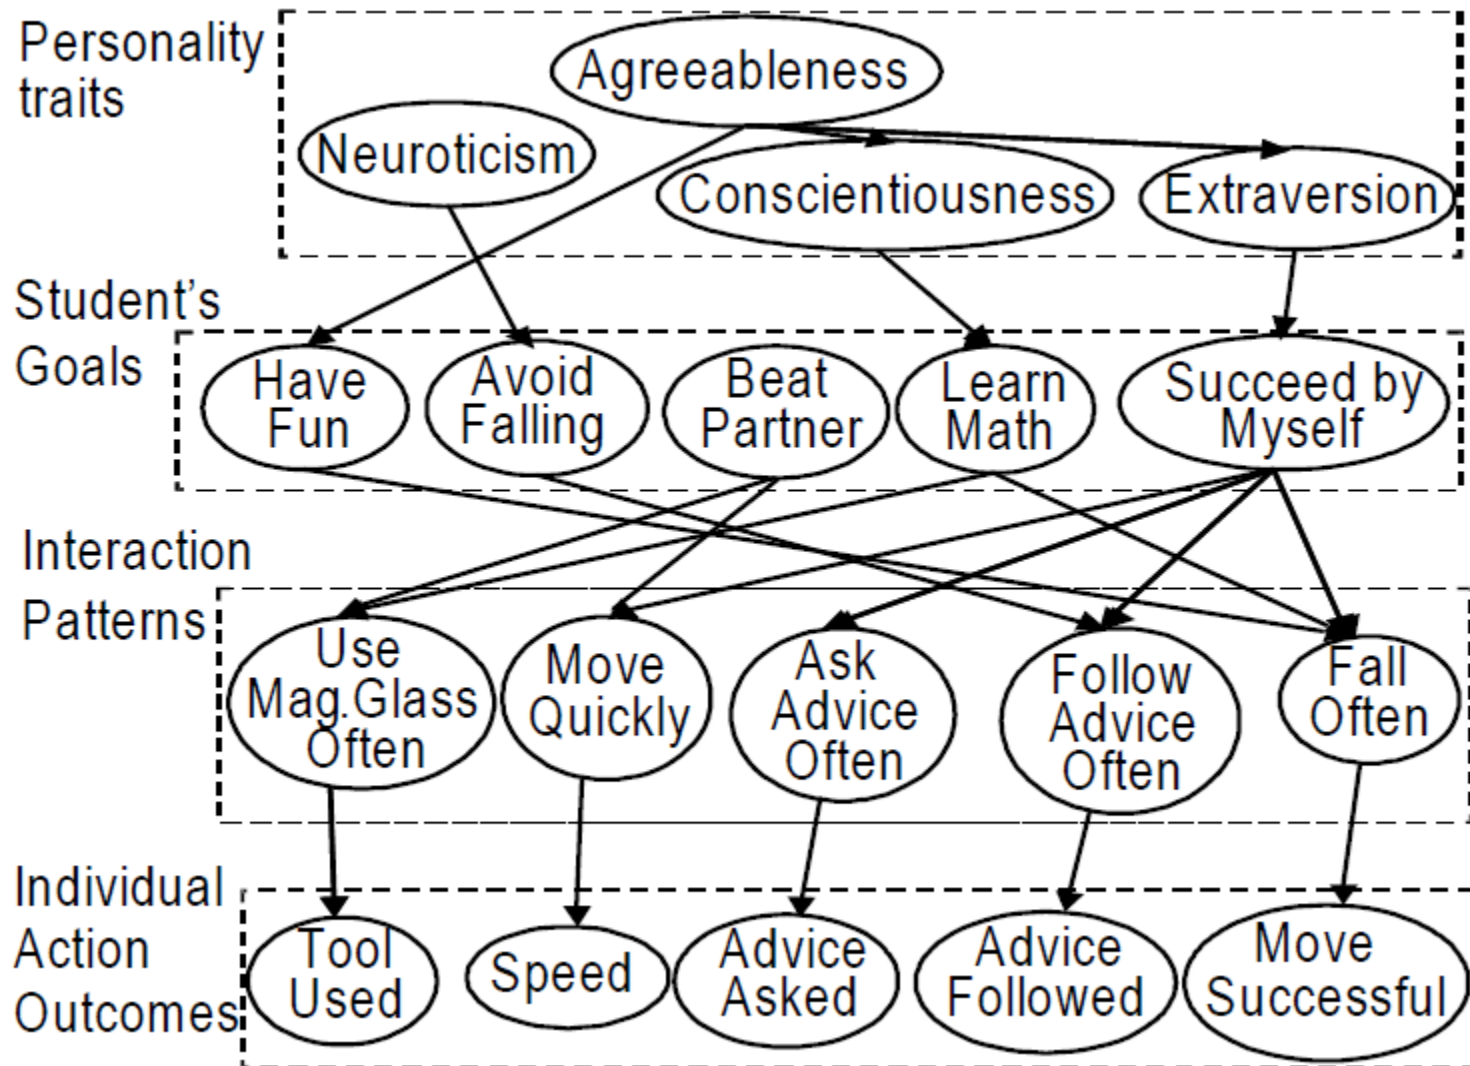 Personality
traits
Agreeableness
Neuroticism
Conscientiousness
Extraversion
Student’s
Goals
Have
Fun
Avoid
Falling
Beat
Partner
Learn
Math
Succeed by
Myself
Interaction
Patterns
Use
Mag.Glass
Often
Move
Quickly
Ask
Advice
Often
Follow
Advice
Often
Fall
Often
Individual
Action
Outcomes
Tool
Used
Speed
Advice
Asked
Advice
Followed
Move
Successful